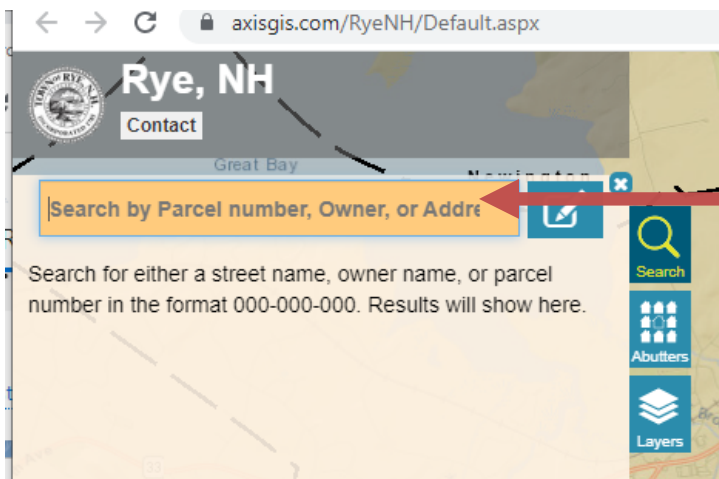 axisgis.com/RyeNH/Default.aspx
Rye, NH
Contact
Great Bay
Newington
Search by Parcel number, Owner, or Addre
Search for either a street name, owner name, or parcel
number in the format 000-000-000. Results will show here.
Search
Abutters
Layers
33